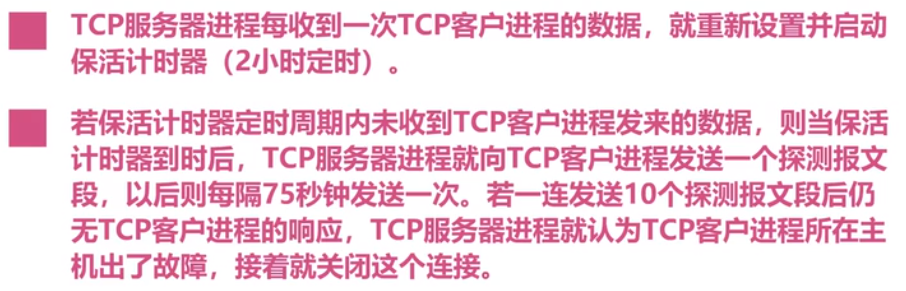 TCP服务器进程每收到一次TCP客户进程的数据，就重新设置并启动
保活计时器（2小时定时）。
若保活计时器定时周期内未收到TCP客户进程发来的数据，则当保活
计时器到时后，TCP服务器进程就向TCP客户进程发送一个探测报文
段，以后则每隔75秒钟发送一次。若一连发送10个探测报文段后仍
无TCP客户进程的响应，TCP服务器进程就认为TCP客户进程所在主
机出了故障，接着就关闭这个连接。